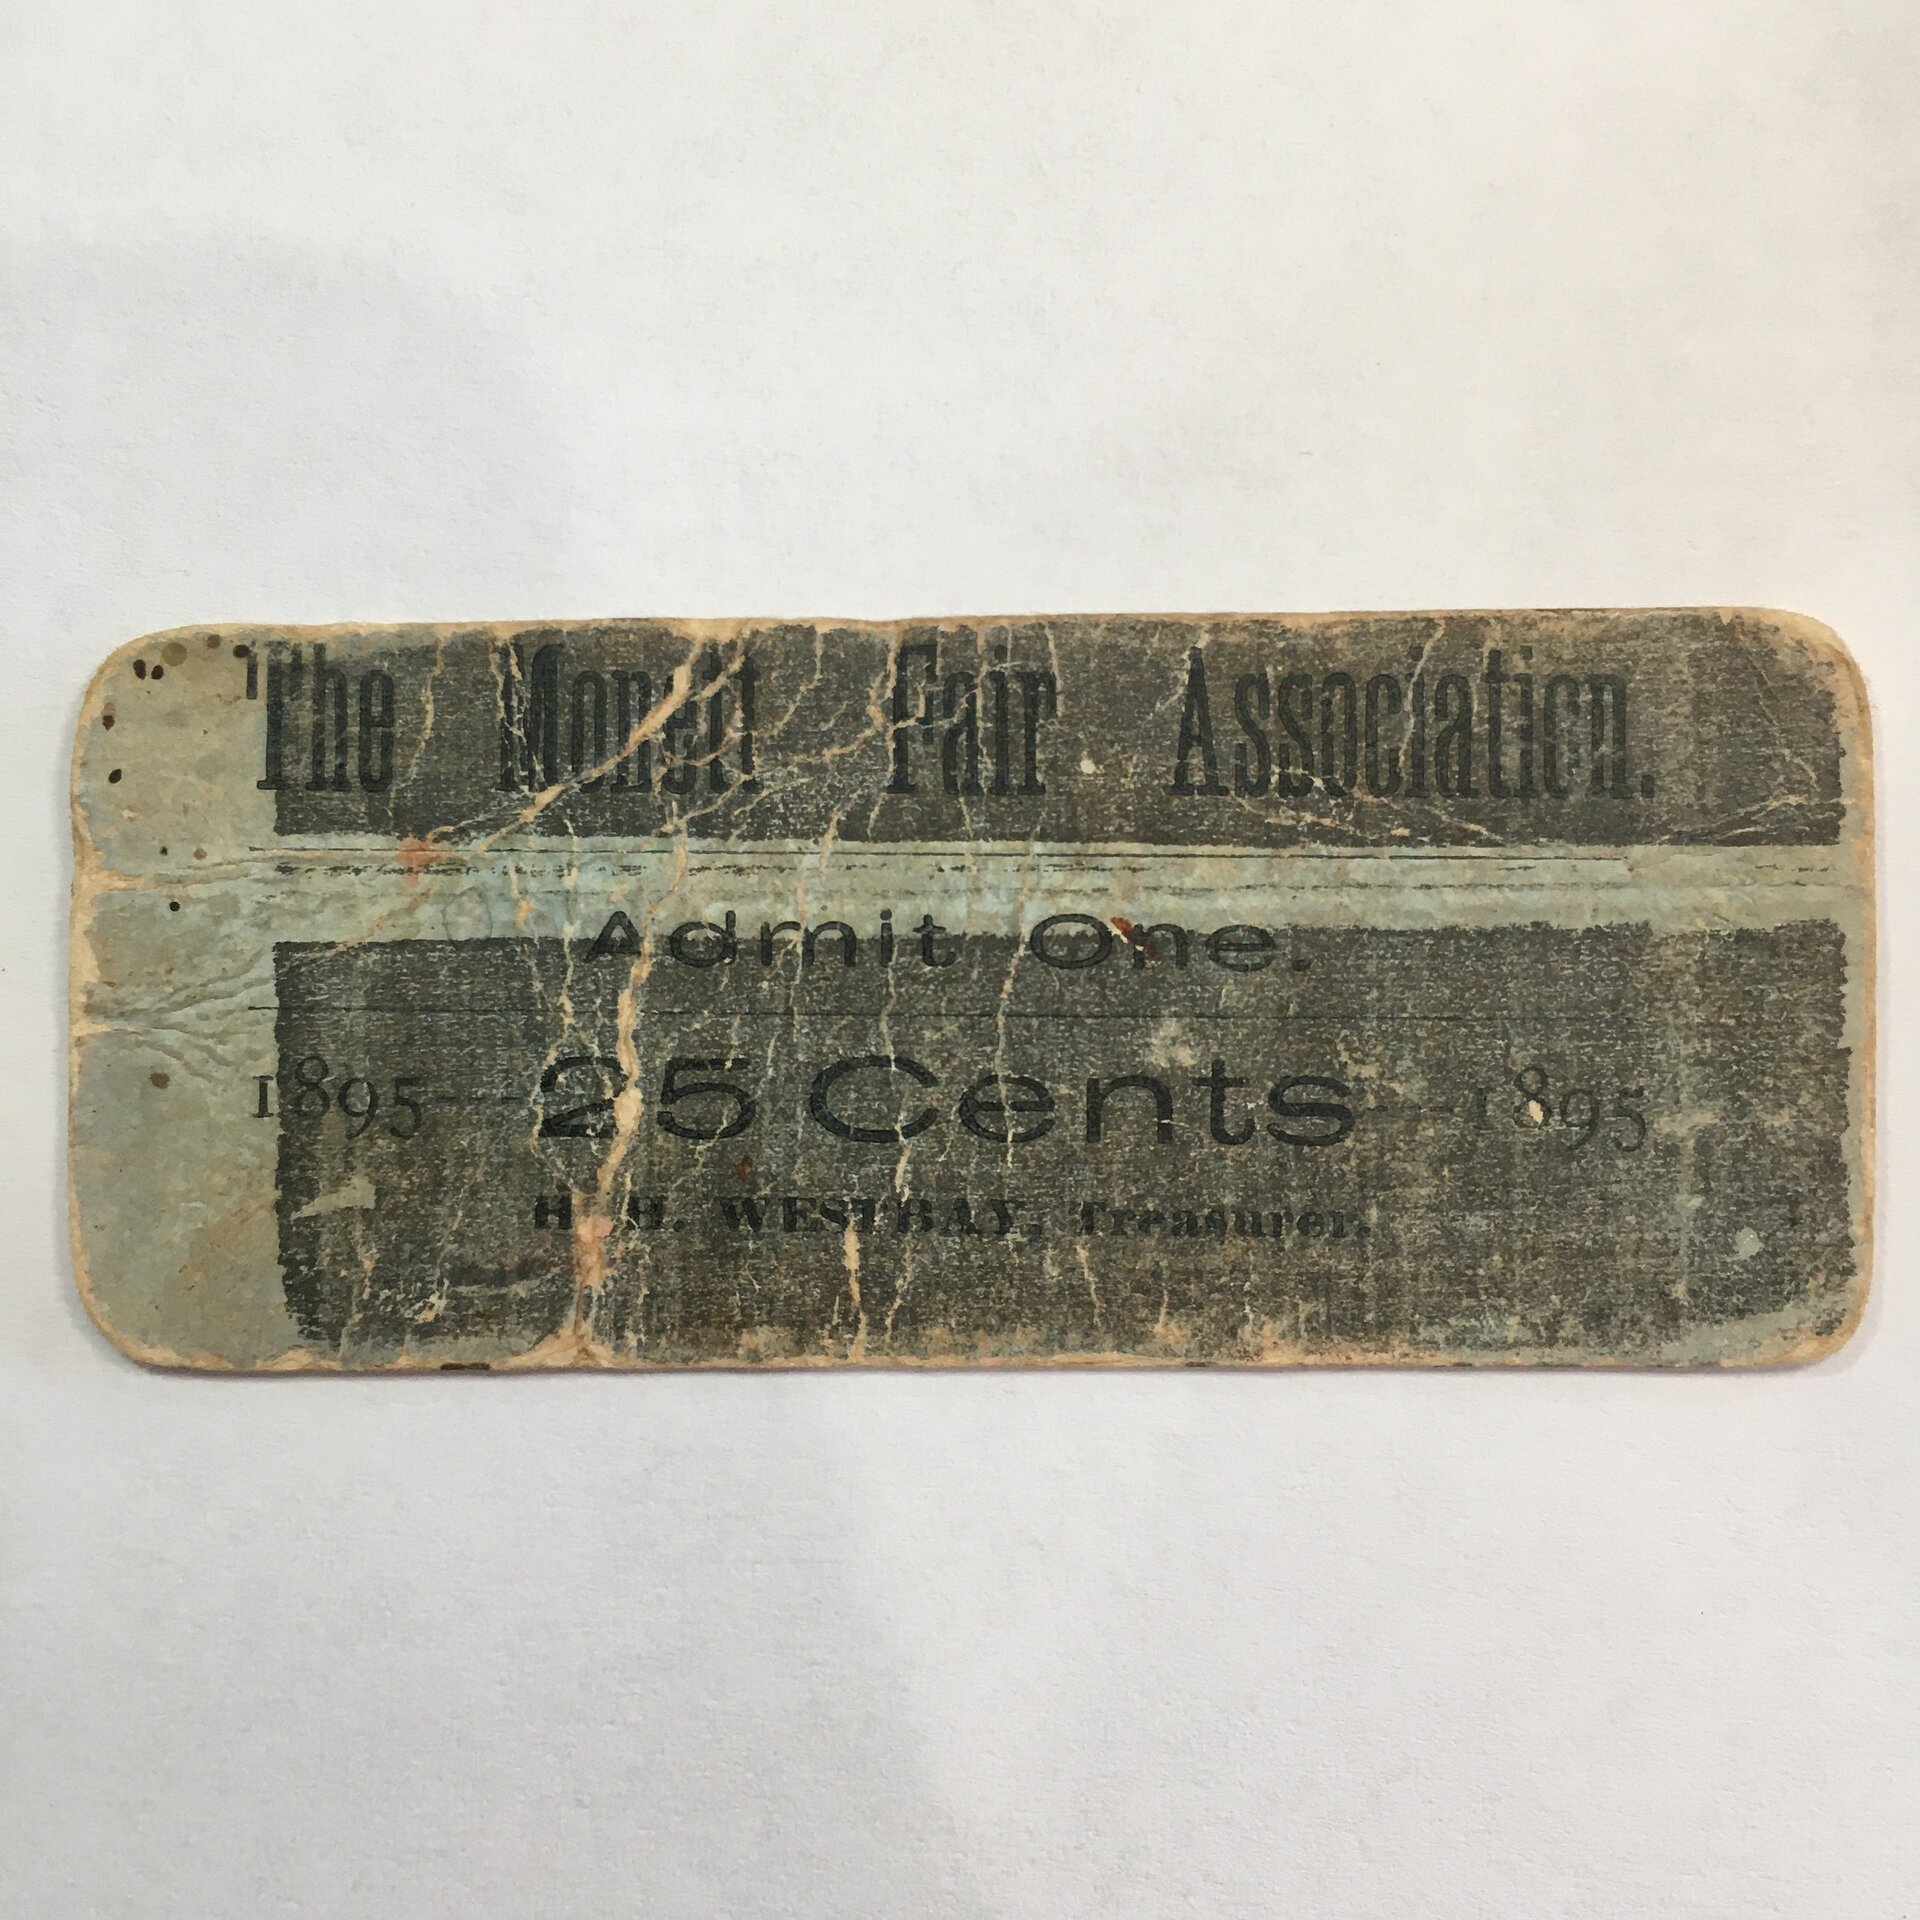 The Monett Fair Association.
Admit One.
1895---25 Cents---1895
H. H. WESTBAY, Treasurer.